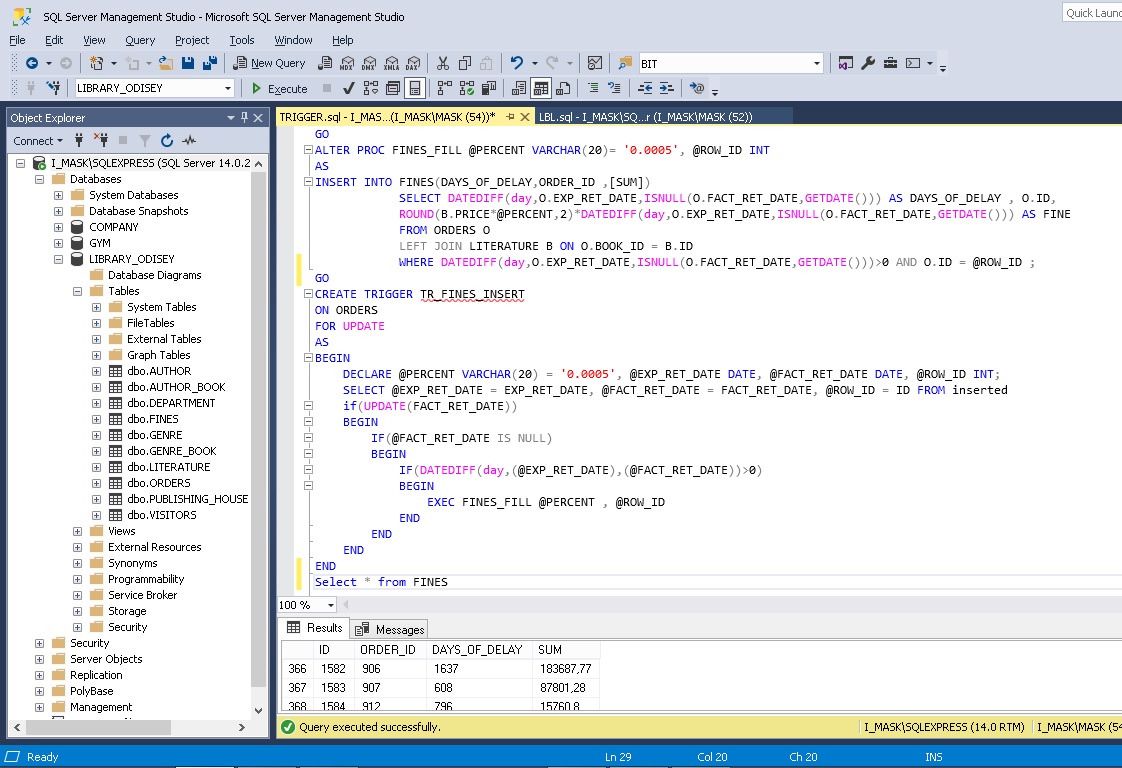 SQL Server Management Studio - Microsoft SQL Server Management Studio
Quick Laun
File Edit View Query Project Tools Window Help
New Query MDX DMX XMLA DAX BIT
LIBRARY_ODISEY Execute
Object Explorer
TRIGGER.sql - I_MAS...(I_MASK\MASK (54))* LBL.sql - I_MASK\SQ...r (I_MASK\MASK (52))
Connect
I_MASK\SQLEXPRESS (SQL Server 14.0.2
Databases
System Databases
Database Snapshots
COMPANY
GYM
LIBRARY_ODISEY
Database Diagrams
Tables
System Tables
FileTables
External Tables
Graph Tables
dbo.AUTHOR
dbo.AUTHOR_BOOK
dbo.DEPARTMENT
dbo.FINES
dbo.GENRE
dbo.GENRE_BOOK
dbo.LITERATURE
dbo.ORDERS
dbo.PUBLISHING_HOUSE
dbo.VISITORS
Views
External Resources
Synonyms
Programmability
Service Broker
Storage
Security
Security
Server Objects
Replication
PolyBase
Management
GO
ALTER PROC FINES_FILL @PERCENT VARCHAR(20)= '0.0005', @ROW_ID INT
AS
INSERT INTO FINES(DAYS_OF_DELAY,ORDER_ID ,[SUM])
SELECT DATEDIFF(day,O.EXP_RET_DATE,ISNULL(O.FACT_RET_DATE,GETDATE())) AS DAYS_OF_DELAY , O.ID,
ROUND(B.PRICE*@PERCENT,2)*DATEDIFF(day,O.EXP_RET_DATE,ISNULL(O.FACT_RET_DATE,GETDATE())) AS FINE
FROM ORDERS O
LEFT JOIN LITERATURE B ON O.BOOK_ID = B.ID
WHERE DATEDIFF(day,O.EXP_RET_DATE,ISNULL(O.FACT_RET_DATE,GETDATE()))>0 AND O.ID = @ROW_ID ;
GO
CREATE TRIGGER TR_FINES_INSERT
ON ORDERS
FOR UPDATE
AS
BEGIN
DECLARE @PERCENT VARCHAR(20) = '0.0005', @EXP_RET_DATE DATE, @FACT_RET_DATE DATE, @ROW_ID INT;
SELECT @EXP_RET_DATE = EXP_RET_DATE, @FACT_RET_DATE = FACT_RET_DATE, @ROW_ID = ID FROM inserted
if(UPDATE(FACT_RET_DATE))
BEGIN
IF(@FACT_RET_DATE IS NULL)
BEGIN
IF(DATEDIFF(day,(@EXP_RET_DATE),(@FACT_RET_DATE))>0)
BEGIN
EXEC FINES_FILL @PERCENT , @ROW_ID
END
END
END
END
Select * from FINES
100 %
Results Messages
ID ORDER_ID DAYS_OF_DELAY SUM
366 1582 906 1637 183687,77
367 1583 907 608 87801,28
368 1584 912 796 15760,8
Query executed successfully. I_MASK\SQLEXPRESS (14.0 RTM) I_MASK\MASK (54
Ready Ln 29 Col 20 Ch 20 INS